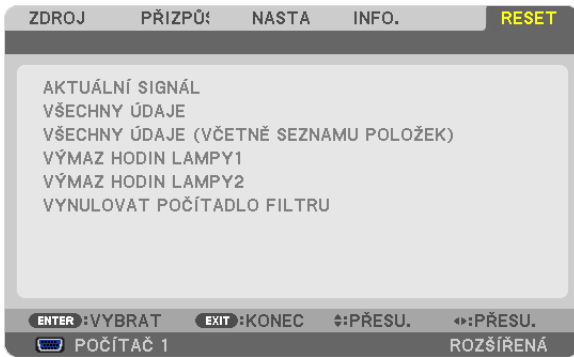 ZDROJ PŘIZPŮ NASTA INFO. RESET
AKTUÁLNÍ SIGNÁL
VŠECHNY ÚDAJE
VŠECHNY ÚDAJE (VČETNĚ SEZNAMU POLOŽEK)
VÝMAZ HODIN LAMPY1
VÝMAZ HODIN LAMPY2
VYNULOVAT POČÍTADLO FILTRU
ENTER:VYBRAT EXIT:KONEC ⬍:PŘESU. ⬌:PŘESU.
POČÍTAČ 1 ROZŠÍŘENÁ